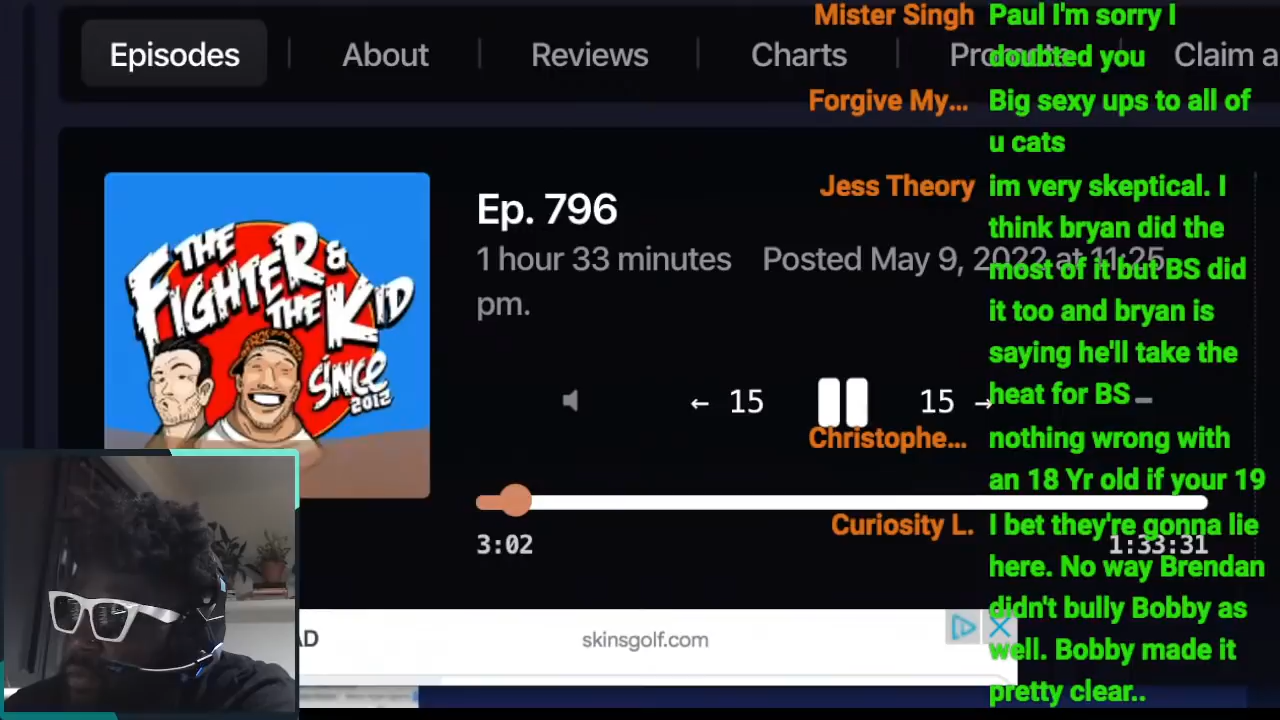 Episodes
About
Reviews
Charts
Promote
Claim a
Mister Singh
Paul I'm sorry I
doubted you
Forgive My...
Big sexy ups to all of
u cats
Jess Theory
im very skeptical. I
think bryan did the
most of it but BS did
it too and bryan is
saying he'll take the
heat for BS
Christophe...
nothing wrong with
an 18 Yr old if your 19
Curiosity L.
I bet they're gonna lie
here. No way Brendan
didn't bully Bobby as
well. Bobby made it
pretty clear..
THE
FIGHTER &
THE KID
SINCE
2012
Ep. 796
1 hour 33 minutes
Posted May 9, 2022 at 11:25
pm.
← 15
15 →
3:02
1:33:31
AD
skinsgolf.com